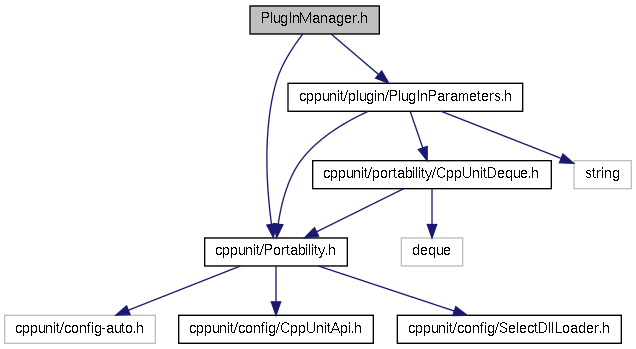 PlugInManager.h
cppunit/plugin/PlugInParameters.h
cppunit/portability/CppUnitDeque.h
string
cppunit/Portability.h
deque
cppunit/config-auto.h
cppunit/config/CppUnitApi.h
cppunit/config/SelectDllLoader.h